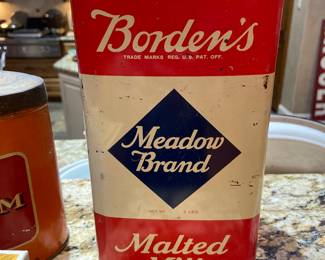 Borden's
TRADE MARKS REG. U.S. PAT. OFF.
Meadow
Brand
Malted
M